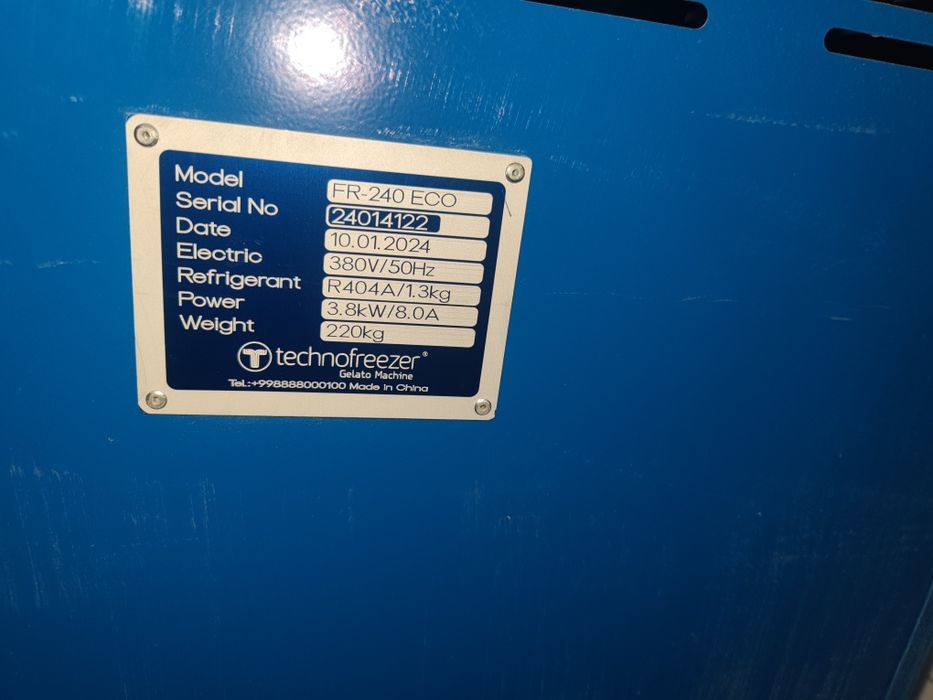 Model FR-240 ECO
Serial No 24014122
Date 10.01.2024
Electric 380V/50Hz
Refrigerant R404A/1.3kg
Power 3.8kW/8.0A
Weight 220kg
technofreezer®
Gelato Machine
Tel.:+998888000100 Made in China